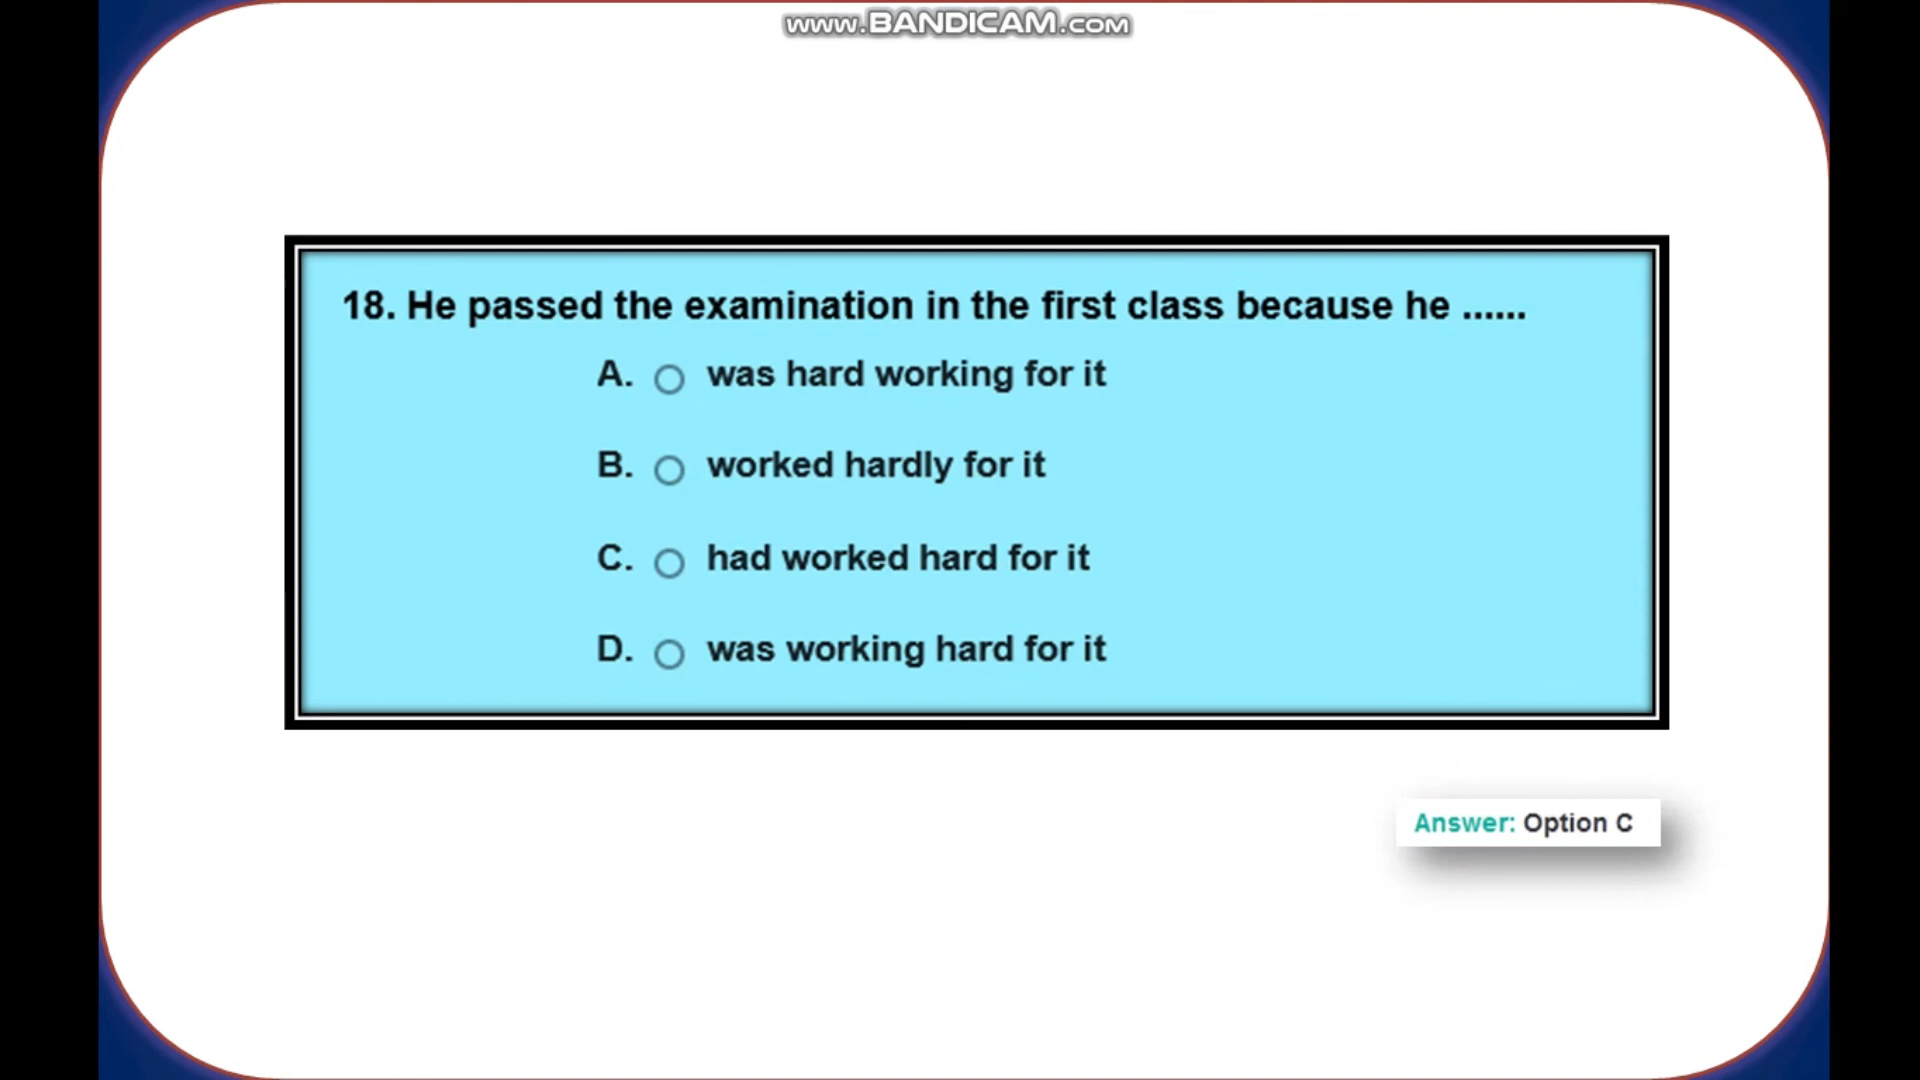 www.BANDICAM.com
18. He passed the examination in the first class because he ......
A. was hard working for it
B. worked hardly for it
C. had worked hard for it
D. was working hard for it
Answer: Option C